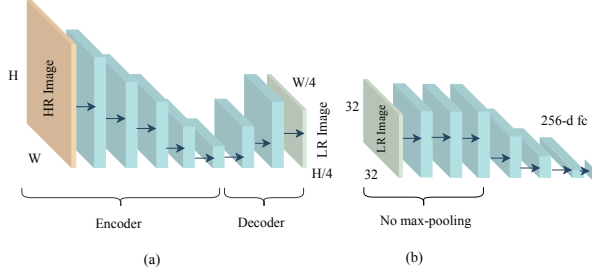 H
HR Image
W
W/4
LR Image
H/4
Encoder
Decoder
(a)
32
LR Image
32
256-d fc
No max-pooling
(b)